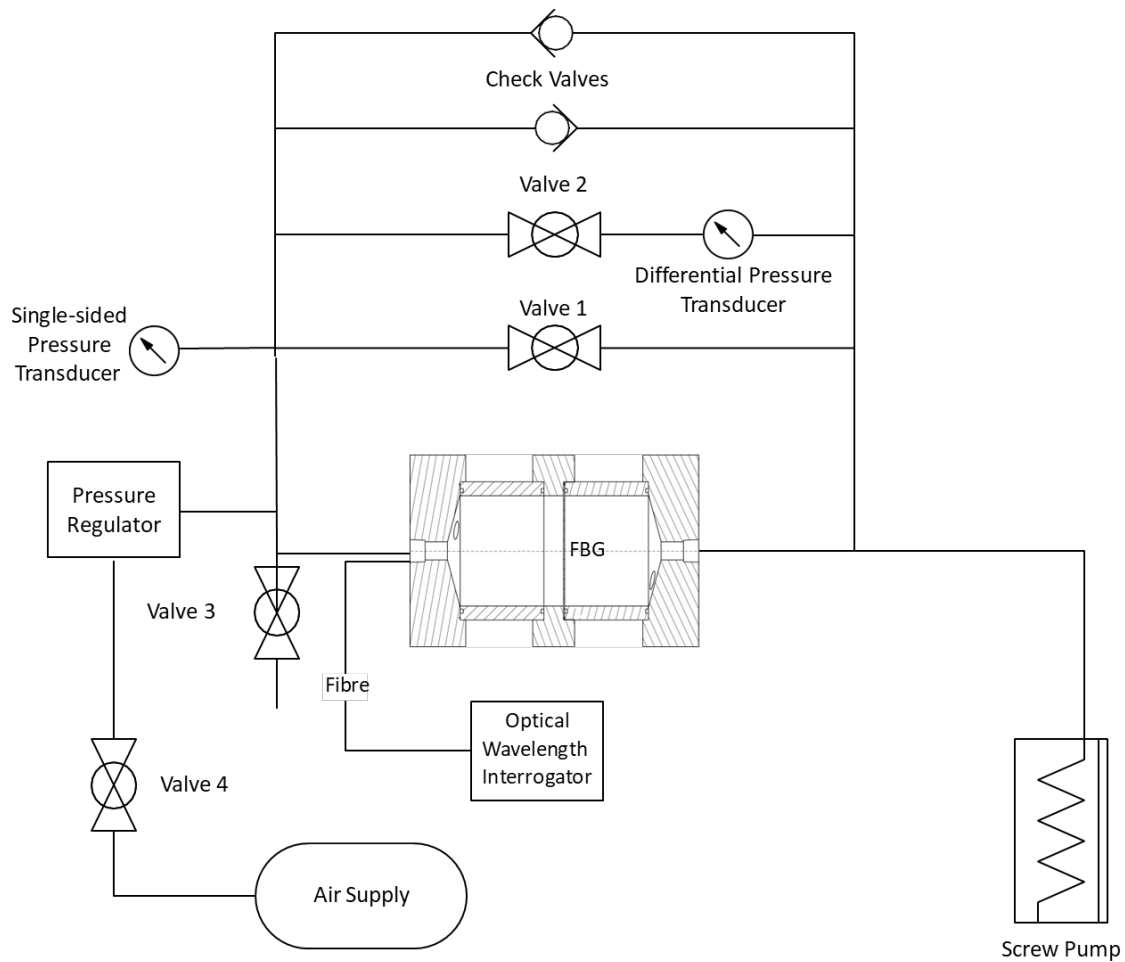 Check Valves
Valve 2
Differential Pressure
Transducer
Valve 1
Single-sided
Pressure
Transducer
Pressure
Regulator
FBG
Valve 3
Fibre
Optical
Wavelength
Interrogator
Valve 4
Air Supply
Screw Pump